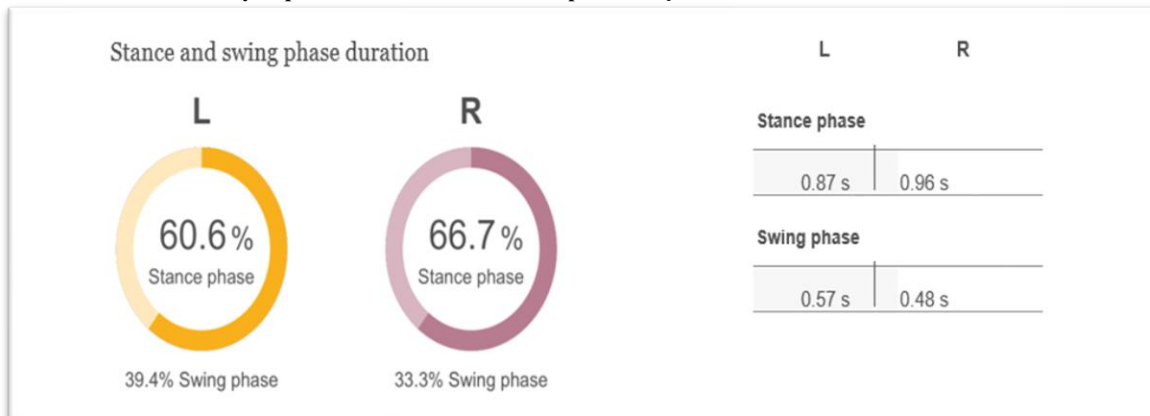 Stance and swing phase duration
L R
60.6% 66.7%
Stance phase Stance phase
39.4% Swing phase 33.3% Swing phase
L R
Stance phase
0.87 s 0.96 s
Swing phase
0.57 s 0.48 s